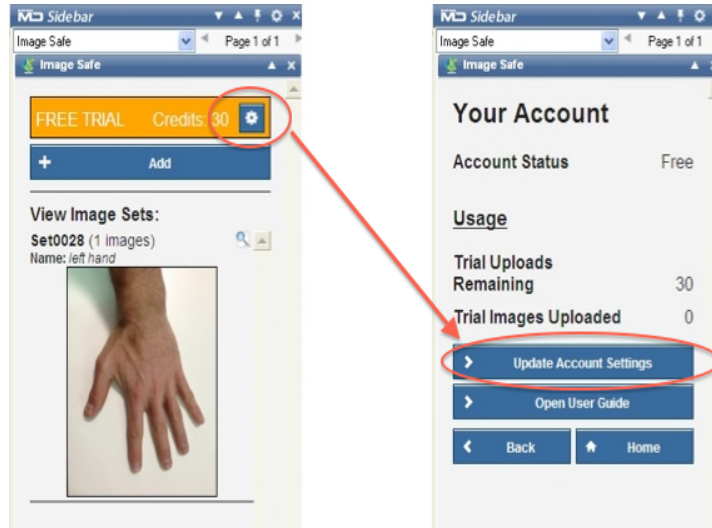 MD Sidebar
Image Safe
Page 1 of 1
Image Safe
FREE TRIAL Credits: 30
Add
View Image Sets:
Set0028 (1 images)
Name: left hand
MD Sidebar
Image Safe
Page 1 of 1
Image Safe
Your Account
Account Status Free
Usage
Trial Uploads
Remaining 30
Trial Images Uploaded 0
Update Account Settings
Open User Guide
Back Home